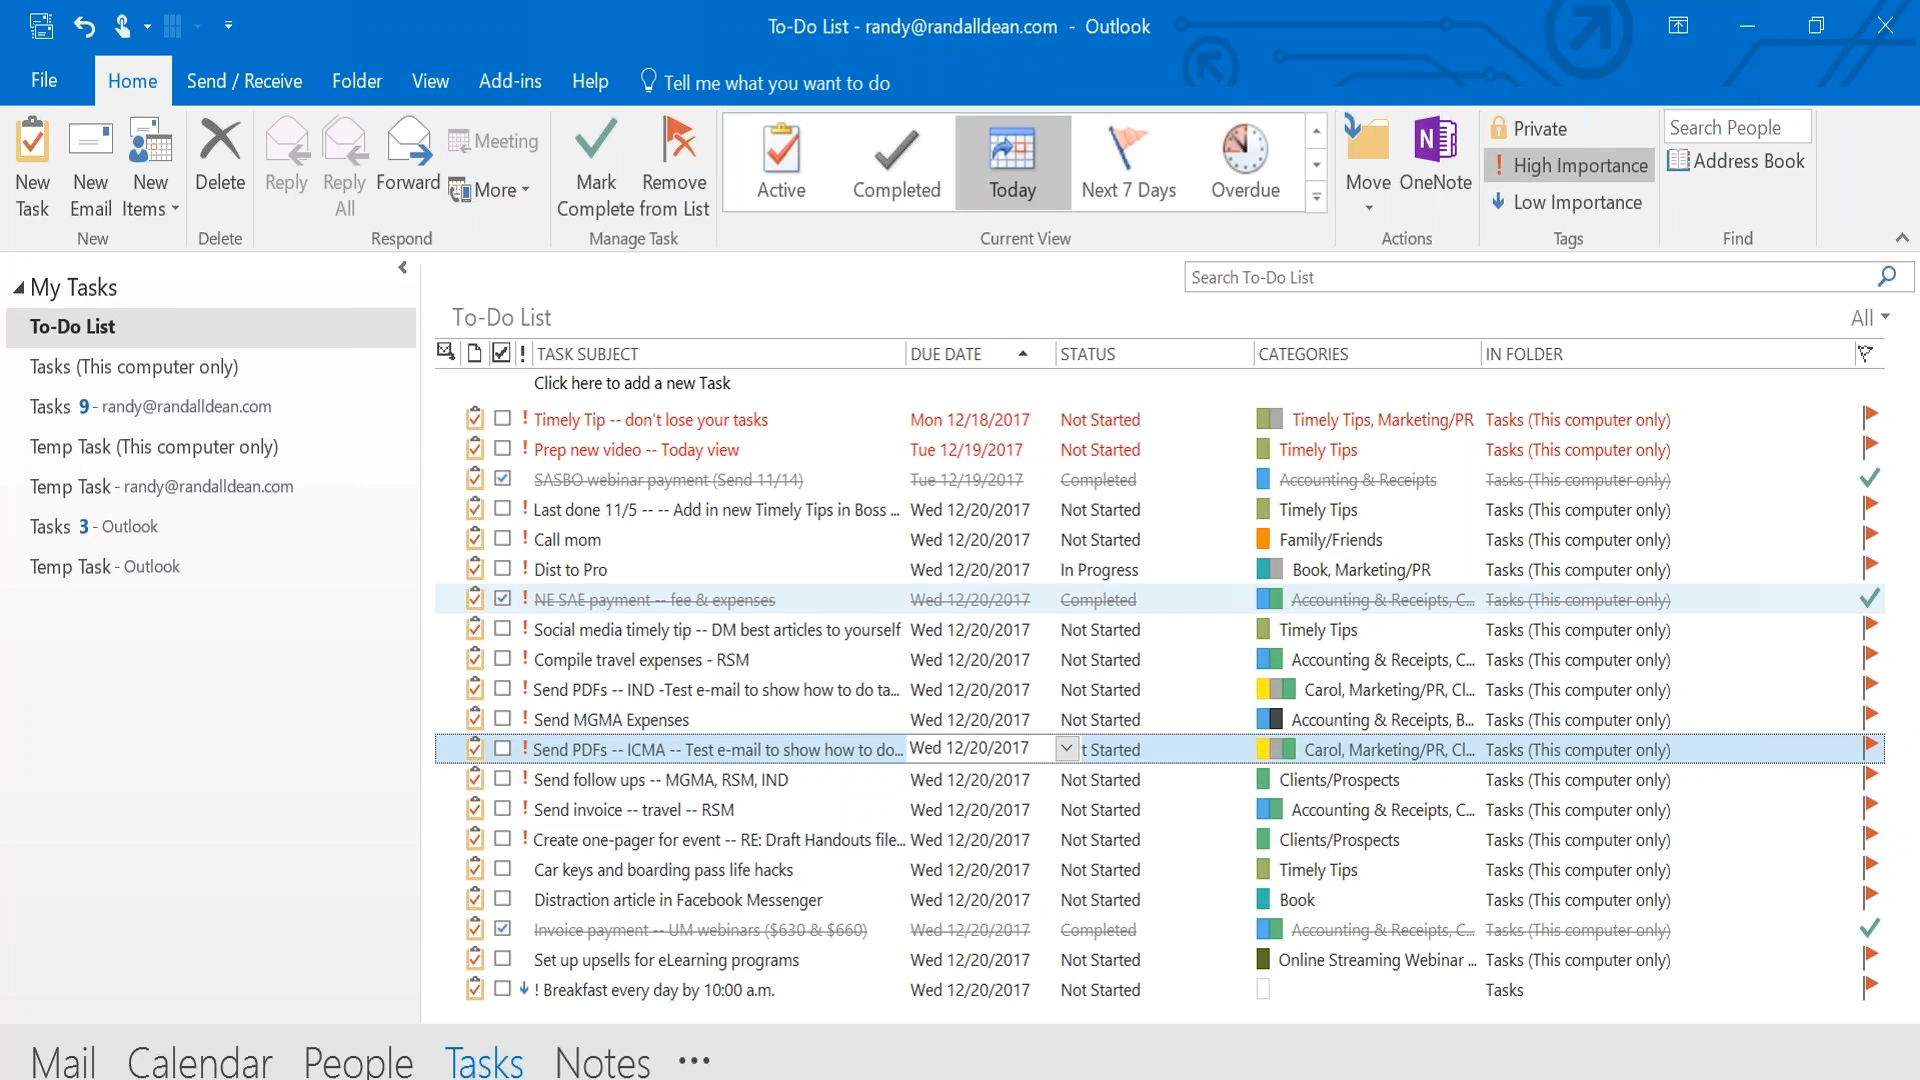 To-Do List - randy@randalldean.com - Outlook
File Home Send / Receive Folder View Add-ins Help Tell me what you want to do
New Task
New Email
New Items
New
Delete
Delete
Reply
Reply All
Forward
Meeting
More
Respond
Mark Complete
Remove from List
Manage Task
Active
Completed
Today
Next 7 Days
Overdue
Current View
Move
OneNote
Actions
Private
High Importance
Low Importance
Tags
Search People
Address Book
Find
My Tasks
To-Do List
Tasks (This computer only)
Tasks 9 - randy@randalldean.com
Temp Task (This computer only)
Temp Task - randy@randalldean.com
Tasks 3 - Outlook
Temp Task - Outlook
Search To-Do List
To-Do List All
! TASK SUBJECT DUE DATE STATUS CATEGORIES IN FOLDER
Click here to add a new Task
! Timely Tip -- don't lose your tasks Mon 12/18/2017 Not Started Timely Tips, Marketing/PR Tasks (This computer only)
! Prep new video -- Today view Tue 12/19/2017 Not Started Timely Tips Tasks (This computer only)
SASBO webinar payment (Send 11/14) Tue 12/19/2017 Completed Accounting & Receipts Tasks (This computer only)
! Last done 11/5 -- -- Add in new Timely Tips in Boss ... Wed 12/20/2017 Not Started Timely Tips Tasks (This computer only)
! Call mom Wed 12/20/2017 Not Started Family/Friends Tasks (This computer only)
! Dist to Pro Wed 12/20/2017 In Progress Book, Marketing/PR Tasks (This computer only)
! NE SAE payment -- fee & expenses Wed 12/20/2017 Completed Accounting & Receipts, C... Tasks (This computer only)
! Social media timely tip -- DM best articles to yourself Wed 12/20/2017 Not Started Timely Tips Tasks (This computer only)
! Compile travel expenses - RSM Wed 12/20/2017 Not Started Accounting & Receipts, C... Tasks (This computer only)
! Send PDFs -- IND -Test e-mail to show how to do ta... Wed 12/20/2017 Not Started Carol, Marketing/PR, Cl... Tasks (This computer only)
! Send MGMA Expenses Wed 12/20/2017 Not Started Accounting & Receipts, B... Tasks (This computer only)
! Send PDFs -- ICMA -- Test e-mail to show how to do... Wed 12/20/2017 t Started Carol, Marketing/PR, Cl... Tasks (This computer only)
! Send follow ups -- MGMA, RSM, IND Wed 12/20/2017 Not Started Clients/Prospects Tasks (This computer only)
! Send invoice -- travel -- RSM Wed 12/20/2017 Not Started Accounting & Receipts, C... Tasks (This computer only)
! Create one-pager for event -- RE: Draft Handouts file... Wed 12/20/2017 Not Started Clients/Prospects Tasks (This computer only)
Car keys and boarding pass life hacks Wed 12/20/2017 Not Started Timely Tips Tasks (This computer only)
Distraction article in Facebook Messenger Wed 12/20/2017 Not Started Book Tasks (This computer only)
Invoice payment -- UM webinars ($630 & $660) Wed 12/20/2017 Completed Accounting & Receipts, C... Tasks (This computer only)
Set up upsells for eLearning programs Wed 12/20/2017 Not Started Online Streaming Webinar ... Tasks (This computer only)
! Breakfast every day by 10:00 a.m. Wed 12/20/2017 Not Started Tasks
Mail Calendar People Tasks Notes •••